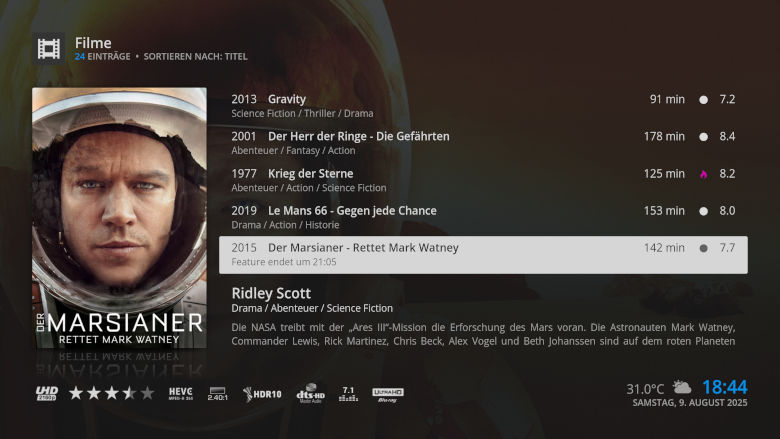 Filme
24 EINTRÄGE • SORTIEREN NACH: TITEL
2013 Gravity 91 min 7.2
Science Fiction / Thriller / Drama
2001 Der Herr der Ringe - Die Gefährten 178 min 8.4
Abenteuer / Fantasy / Action
1977 Krieg der Sterne 125 min 8.2
Abenteuer / Action / Science Fiction
2019 Le Mans 66 - Gegen jede Chance 153 min 8.0
Drama / Action / Historie
2015 Der Marsianer - Rettet Mark Watney 142 min 7.7
Feature endet um 21:05
DER MARSIANER
RETTET MARK WATNEY
Ridley Scott
Drama / Abenteuer / Science Fiction
Die NASA treibt mit der „Ares III“-Mission die Erforschung des Mars voran. Die Astronauten Mark Watney,
Commander Lewis, Rick Martinez, Chris Beck, Alex Vogel und Beth Johanssen sind auf dem roten Planeten
UHD 2160p HEVC MPEG-H 265 2.40:1 HDR10 dts-HD Master Audio 7.1 ULTRA HD Blu-ray
31.0°C 18:44
SAMSTAG, 9. AUGUST 2025